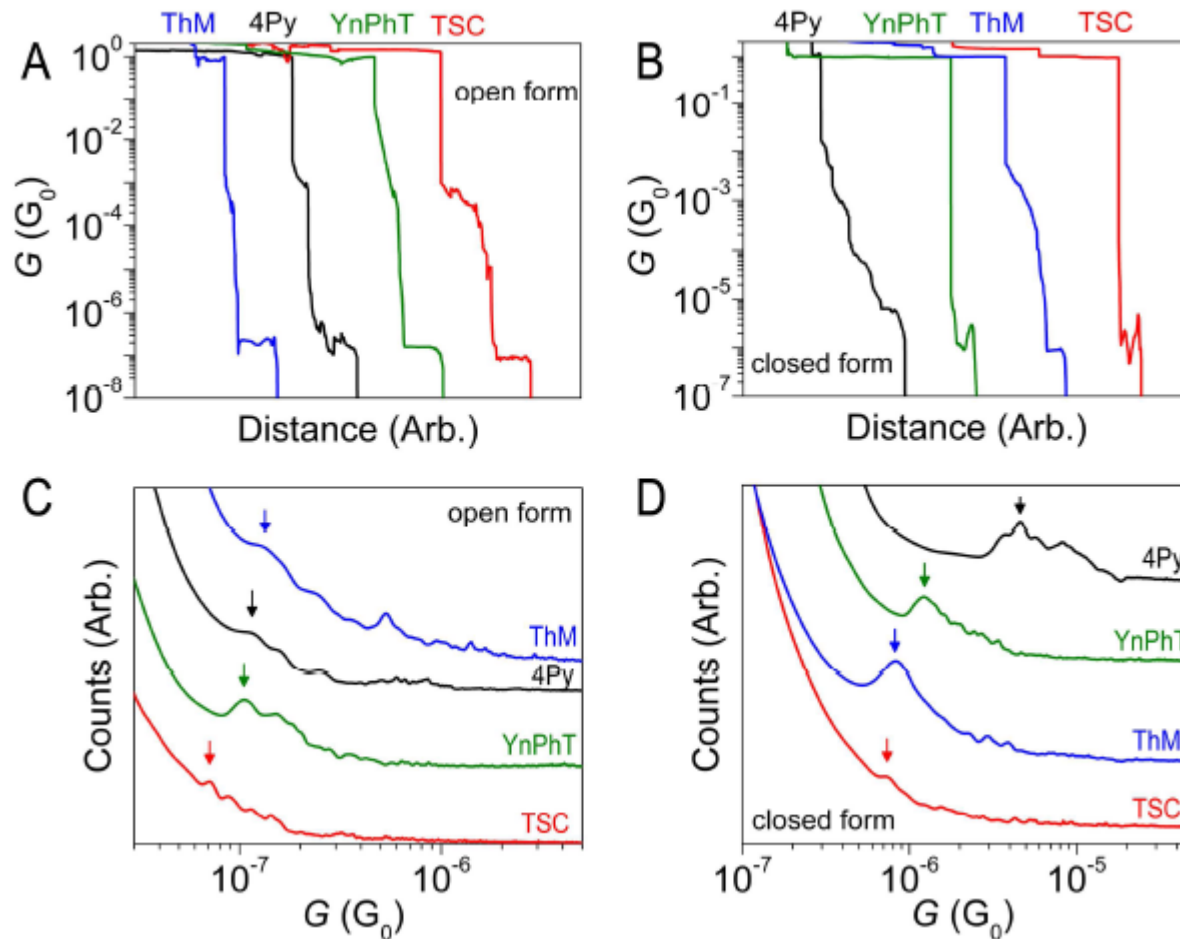 ThM 4Py YnPhT TSC
A
open form
10^0
10^0
10^-2
10^-4
10^-6
10^-8
G (G₀)
Distance (Arb.)
4Py YnPhT ThM TSC
B
closed form
10^-1
10^-3
10^-5
10^-7
G (G₀)
Distance (Arb.)
C
open form
ThM
4Py
YnPhT
TSC
Counts (Arb.)
10^-7 10^-6
G (G₀)
D
4Py
YnPhT
ThM
TSC
closed form
Counts (Arb.)
10^-7 10^-6 10^-5
G (G₀)